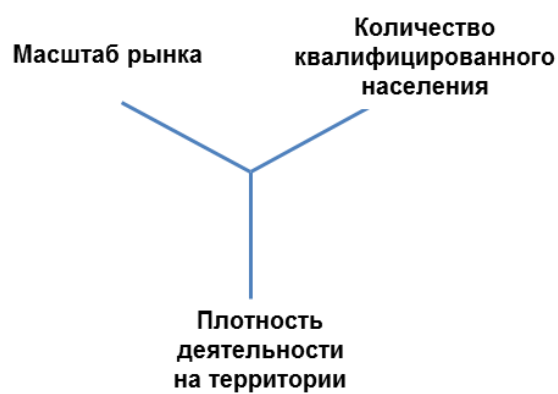 Масштаб рынка
Количество
квалифицированного
населения
Плотность
деятельности
на территории